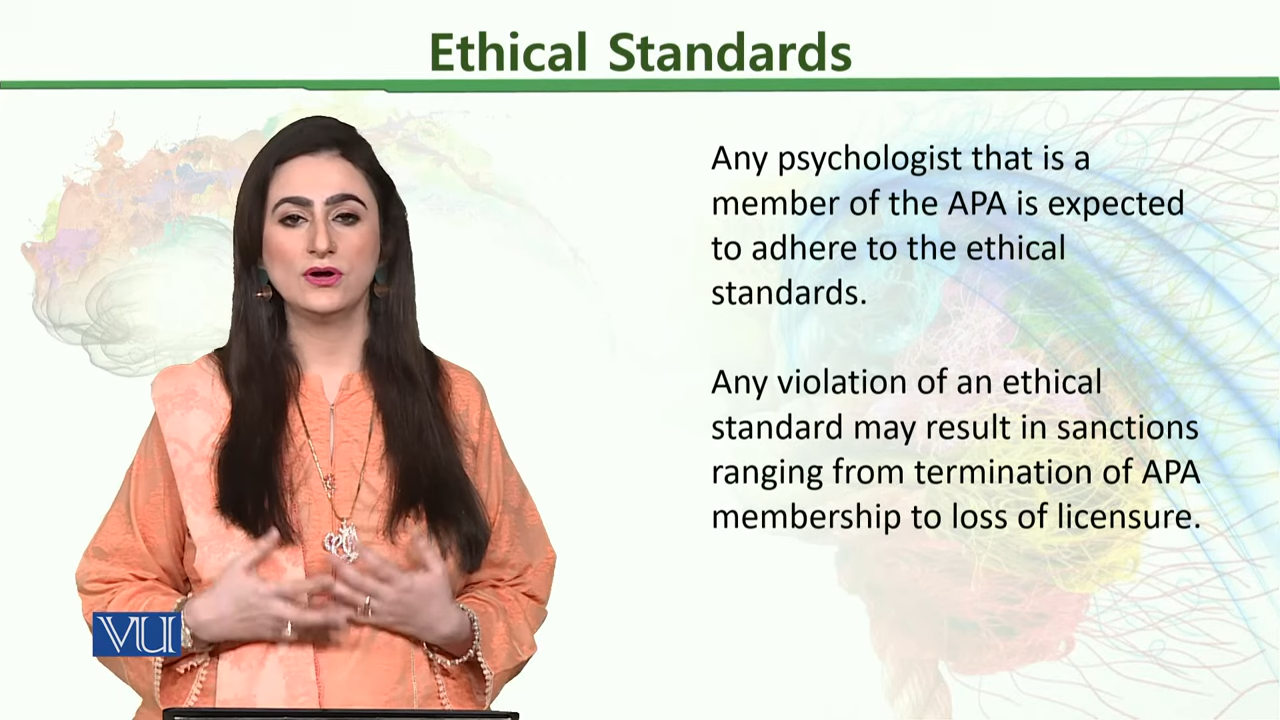 Ethical Standards
Any psychologist that is a
member of the APA is expected
to adhere to the ethical
standards.
Any violation of an ethical
standard may result in sanctions
ranging from termination of APA
membership to loss of licensure.
VU